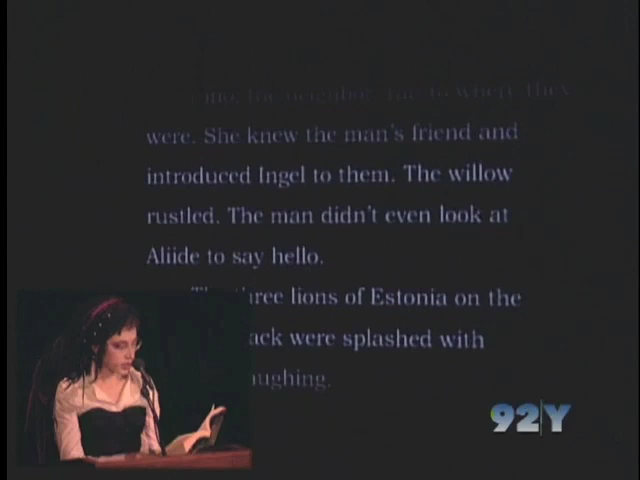 were. She knew the man's friend and
introduced Ingel to them. The willow
rustled. The man didn't even look at
Aliide to say hello.
three lions of Estonia on the
were splashed with
92Y